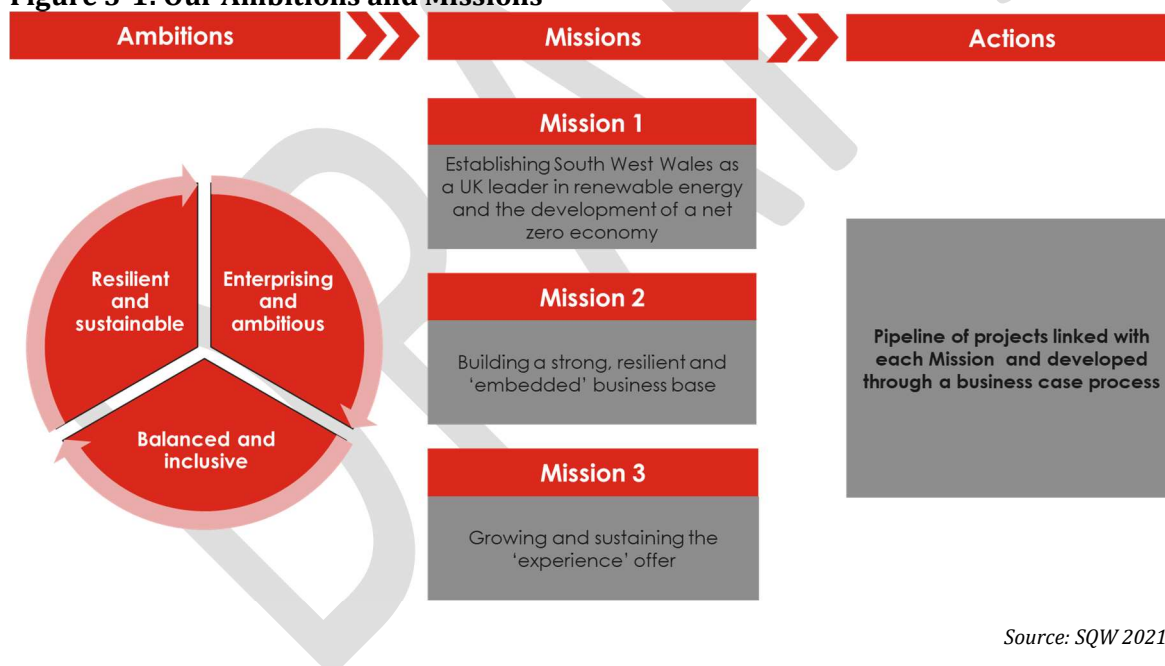 Figure 3-1: Our Ambitions and Missions
Ambitions
Missions
Actions
Resilient
and
sustainable
Enterprising
and
ambitious
Balanced and
inclusive
Mission 1
Establishing South West Wales as
a UK leader in renewable energy
and the development of a net
zero economy
Mission 2
Building a strong, resilient and
‘embedded’ business base
Mission 3
Growing and sustaining the
‘experience’ offer
Pipeline of projects linked with
each Mission and developed
through a business case process
Source: SQW 2021